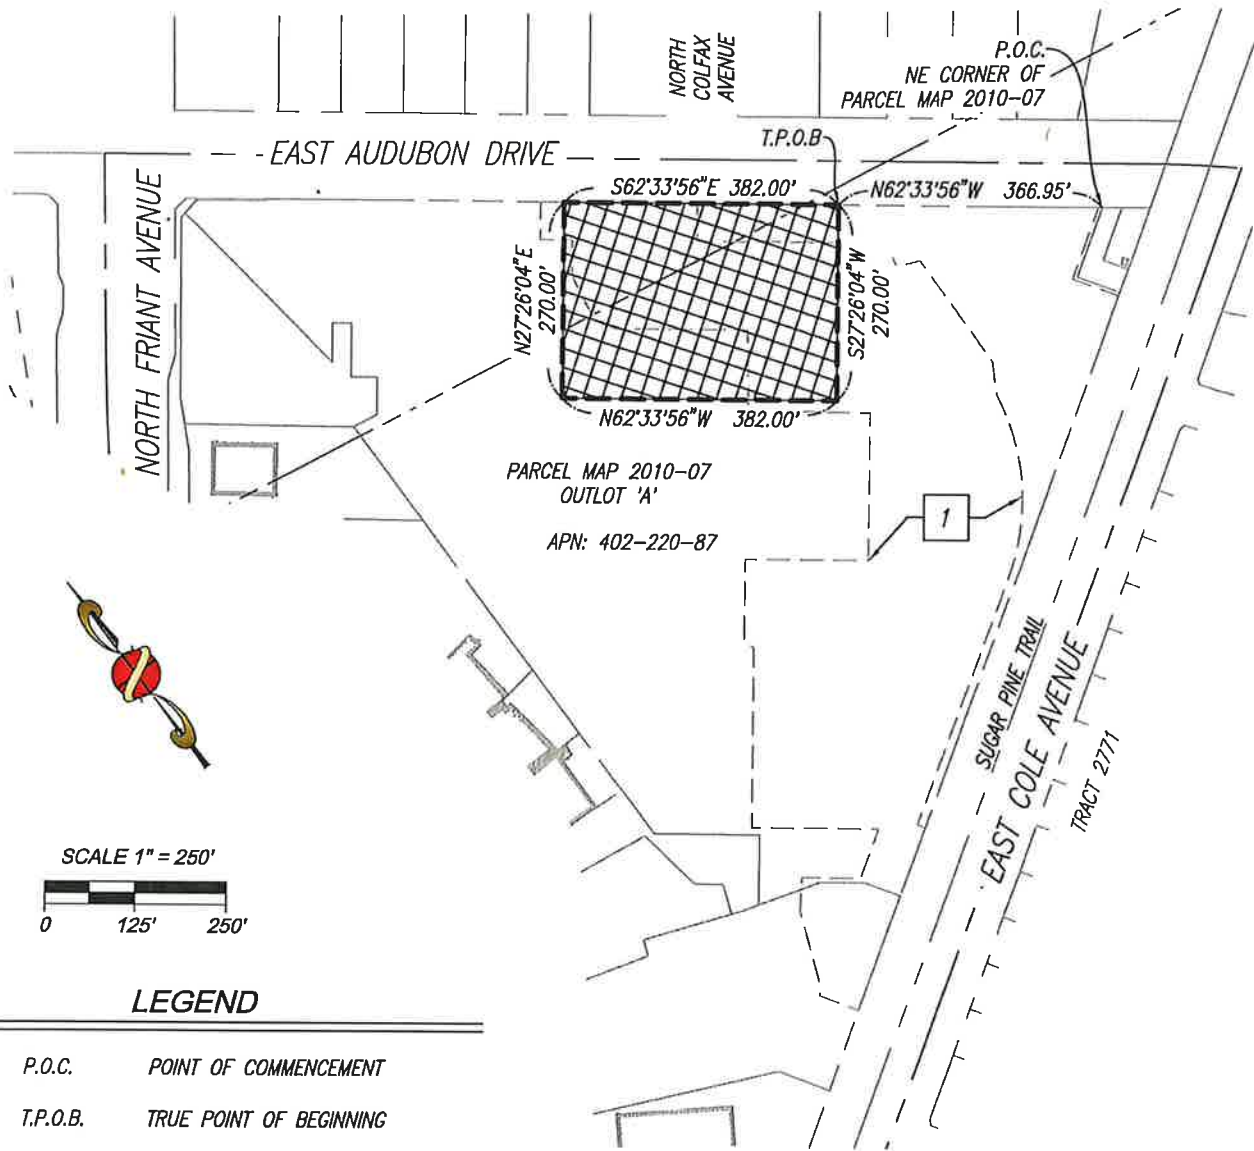 NORTH
COLFAX
AVENUE
P.O.C.
NE CORNER OF
PARCEL MAP 2010-07
T.P.O.B
EAST AUDUBON DRIVE
S62°33'56"E 382.00'
N62°33'56"W 366.95'
NORTH FRIANT AVENUE
N27°26'04"E
270.00'
S27°26'04"W
270.00'
N62°33'56"W 382.00'
PARCEL MAP 2010-07
OUTLOT 'A'
APN: 402-220-87
1
SUGAR PINE TRAIL
EAST COLE AVENUE
TRACT 2771
SCALE 1" = 250'
0 125' 250'
LEGEND
P.O.C. POINT OF COMMENCEMENT
T.P.O.B. TRUE POINT OF BEGINNING